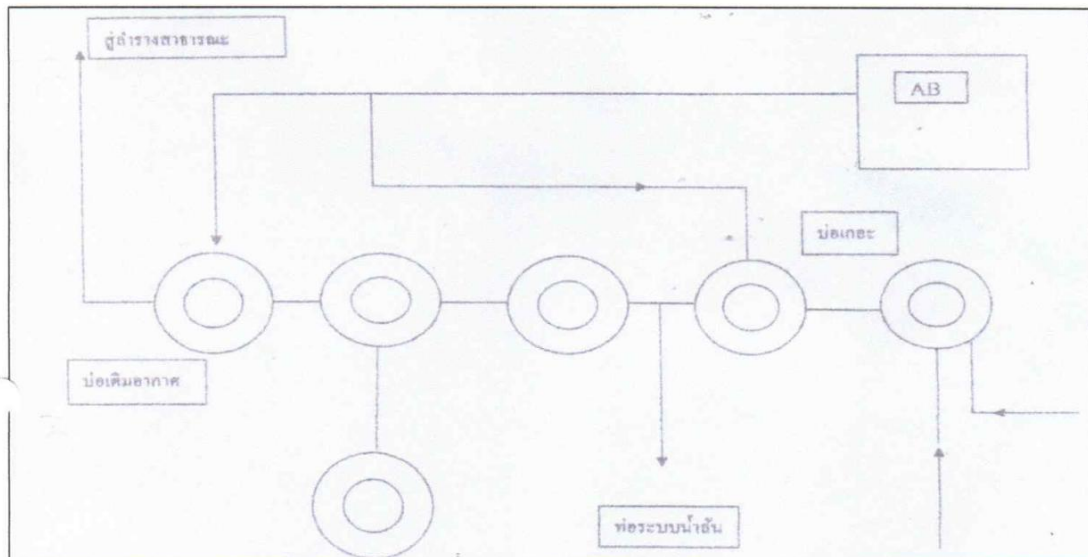 สู่ลำรางสาธารณะ
AB
บ่อเกรอะ
บ่อเติมอากาศ
ท่อระบบน้ำล้น